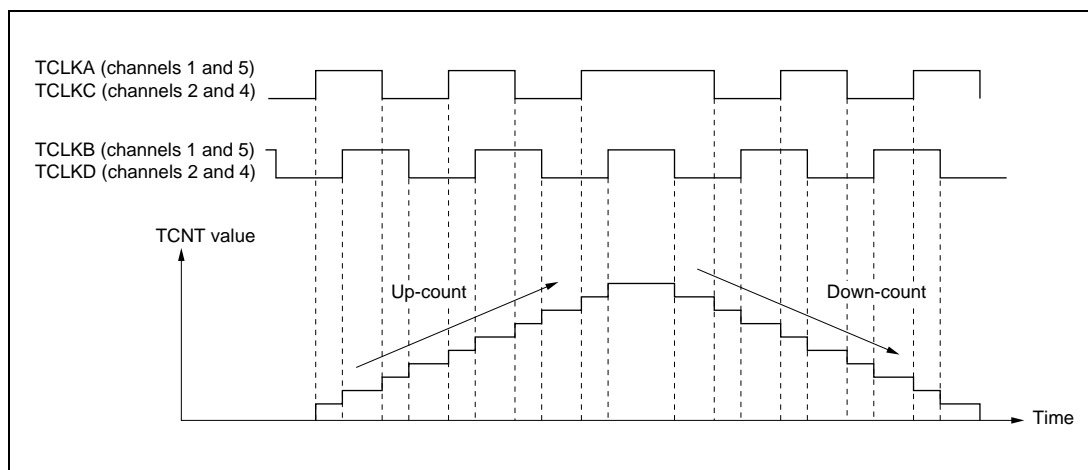 TCLKA (channels 1 and 5)
TCLKC (channels 2 and 4)
TCLKB (channels 1 and 5)
TCLKD (channels 2 and 4)
TCNT value
Up-count
Down-count
Time